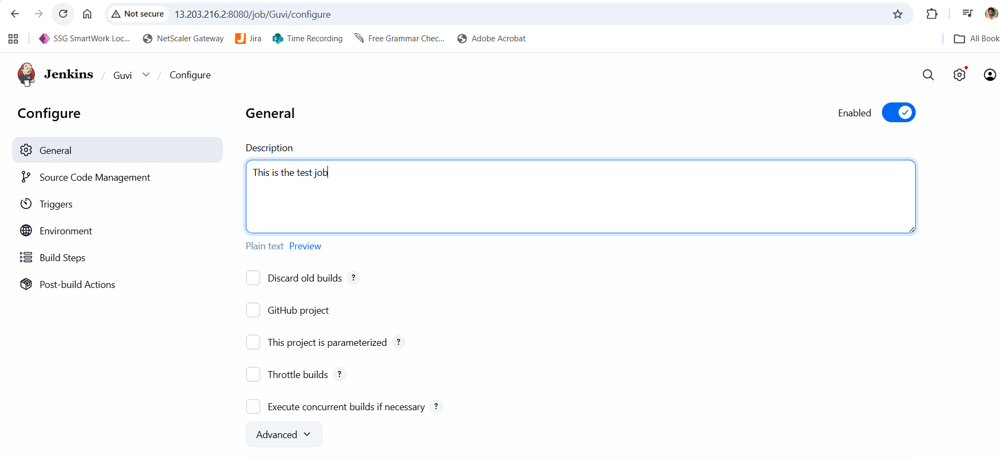 Not secure 13.203.216.2:8080/job/Guvi/configure
SSG SmartWork Loc... NetScaler Gateway Jira Time Recording Free Grammar Chec... Adobe Acrobat All Book
Jenkins / Guvi / Configure
Configure
General
Source Code Management
Triggers
Environment
Build Steps
Post-build Actions
General
Enabled
Description
This is the test job
Plain text Preview
Discard old builds ?
GitHub project
This project is parameterized ?
Throttle builds ?
Execute concurrent builds if necessary ?
Advanced